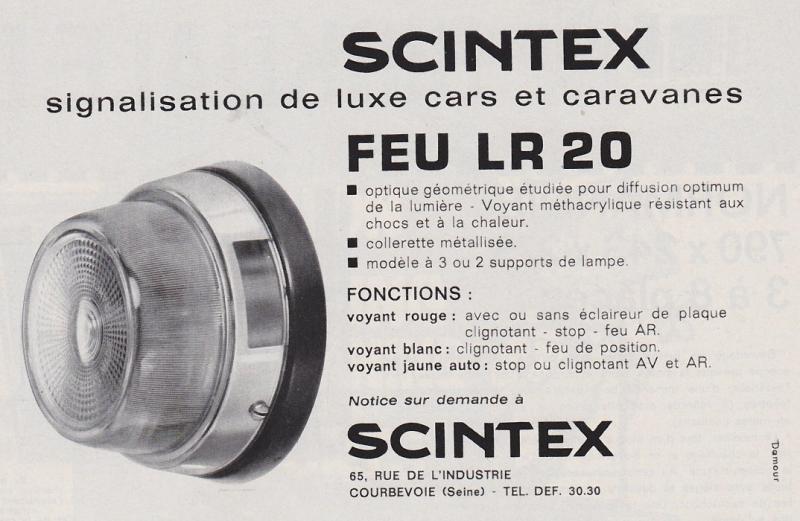 SCINTEX
signalisation de luxe cars et caravanes
FEU LR 20
■ optique géométrique étudiée pour diffusion optimum
de la lumière - Voyant méthacrylique résistant aux
chocs et à la chaleur.
■ collerette métallisée.
■ modèle à 3 ou 2 supports de lampe.
FONCTIONS :
voyant rouge : avec ou sans éclaireur de plaque
clignotant - stop - feu AR.
voyant blanc : clignotant - feu de position.
voyant jaune auto : stop ou clignotant AV et AR.
Notice sur demande à
SCINTEX
65, RUE DE L'INDUSTRIE
COURBEVOIE (Seine) - TEL. DEF. 30.30
Damour